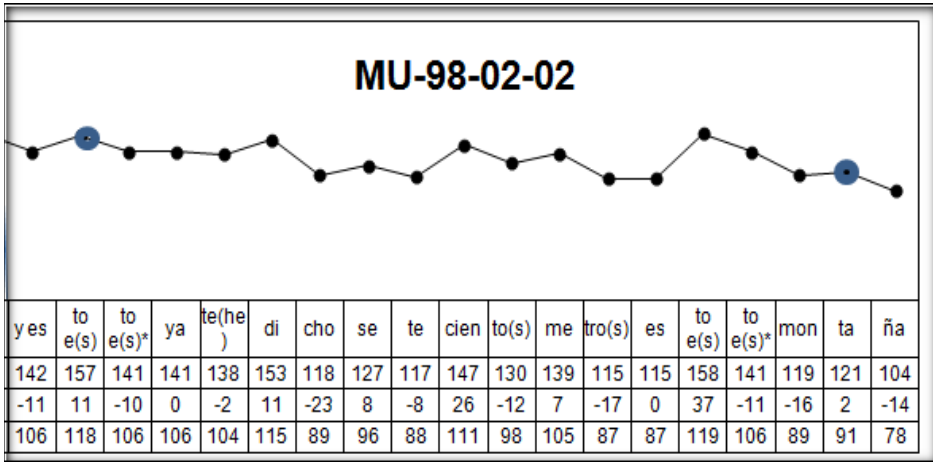 MU-98-02-02
y es to e(s) to e(s)* ya te(he ) di cho se te cien to(s) me tro(s) es to e(s) to e(s)* mon ta ña
142 157 141 141 138 153 118 127 117 147 130 139 115 115 158 141 119 121 104
-11 11 -10 0 -2 11 -23 8 -8 26 -12 7 -17 0 37 -11 -16 2 -14
106 118 106 106 104 115 89 96 88 111 98 105 87 87 119 106 89 91 78